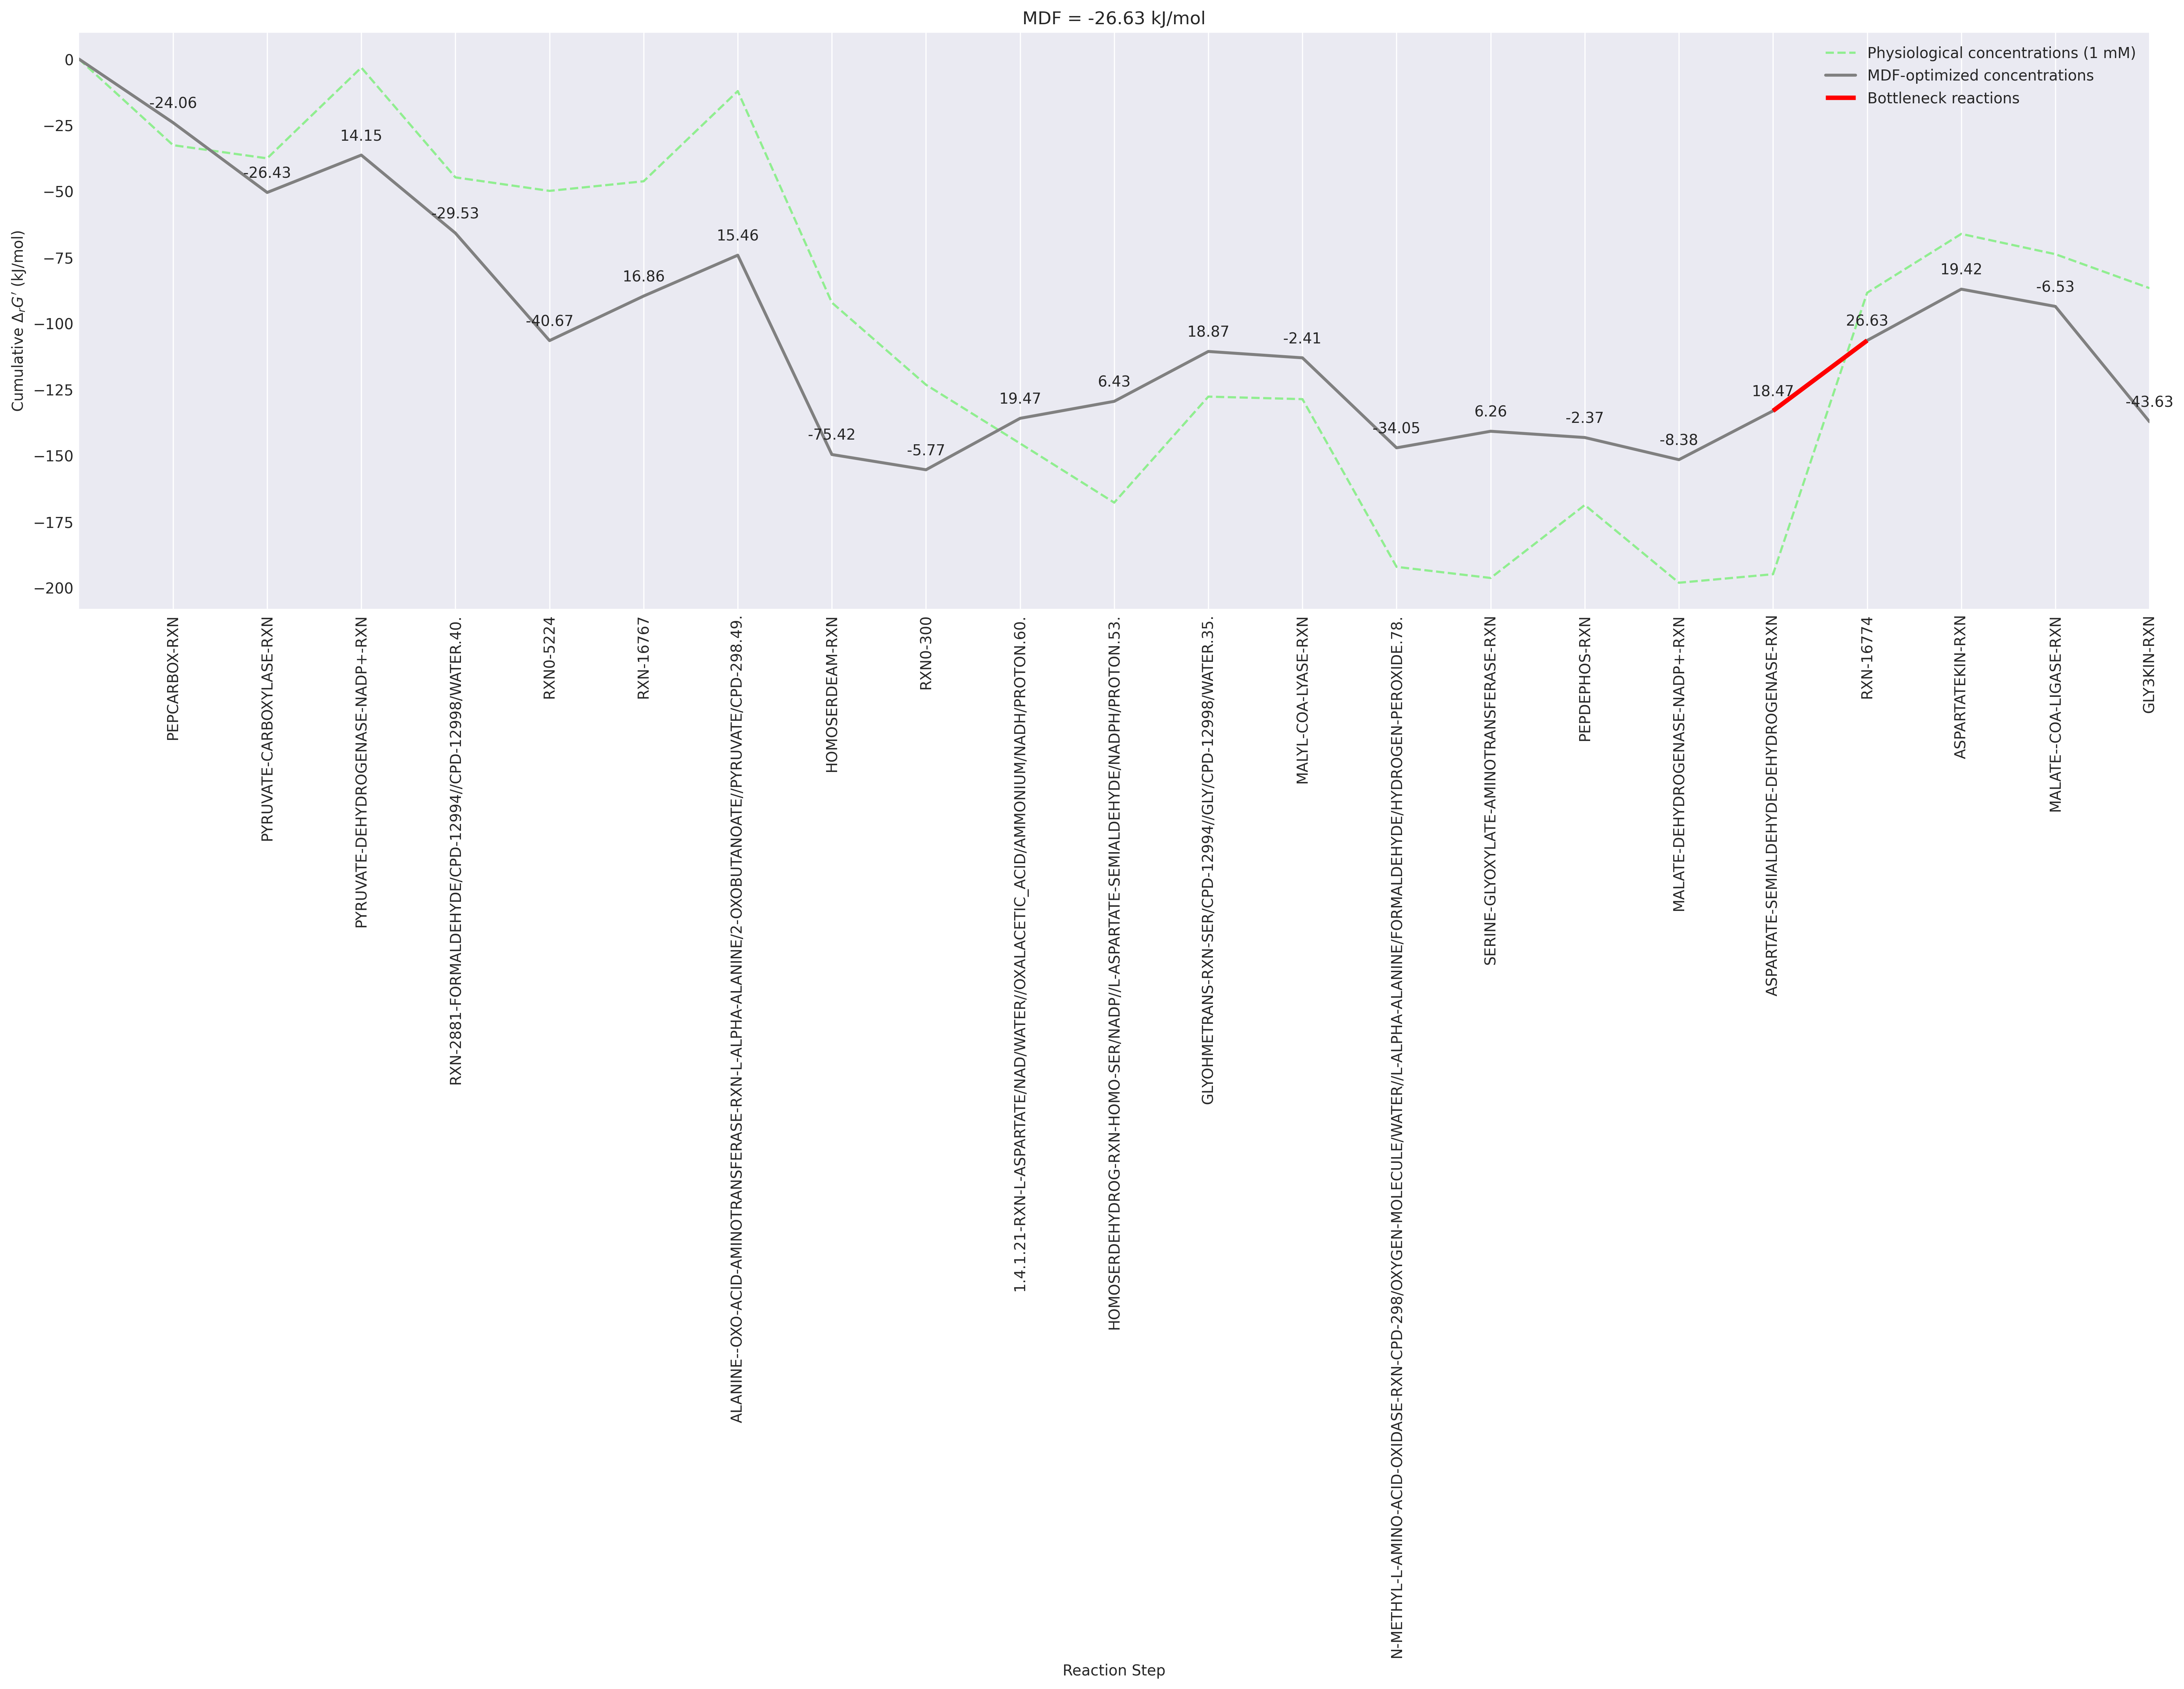 MDF = -26.63 kJ/mol
Physiological concentrations (1 mM)
MDF-optimized concentrations
Bottleneck reactions
Cumulative ΔrG′ (kJ/mol)
0
−25
−50
−75
−100
−125
−150
−175
−200
-24.06
-26.43
14.15
-29.53
-40.67
16.86
15.46
-75.42
-5.77
19.47
6.43
18.87
-2.41
-34.05
6.26
-2.37
-8.38
18.47
26.63
19.42
-6.53
-43.63
PEPCARBOX-RXN
PYRUVATE-CARBOXYLASE-RXN
PYRUVATE-DEHYDROGENASE-NADP+-RXN
RXN-2881-FORMALDEHYDE/CPD-12994//CPD-12998/WATER.40.
RXN0-5224
RXN-16767
ALANINE--OXO-ACID-AMINOTRANSFERASE-RXN-L-ALPHA-ALANINE/2-OXOBUTANOATE//PYRUVATE/CPD-298.49.
HOMOSERDEAM-RXN
RXN0-300
1.4.1.21-RXN-L-ASPARTATE/NAD/WATER//OXALACETIC_ACID/AMMONIUM/NADH/PROTON.60.
HOMOSERDEHYDROG-RXN-HOMO-SER/NADP//L-ASPARTATE-SEMIALDEHYDE/NADPH/PROTON.53.
GLYOHMETRANS-RXN-SER/CPD-12994//GLY/CPD-12998/WATER.35.
MALYL-COA-LYASE-RXN
N-METHYL-L-AMINO-ACID-OXIDASE-RXN-CPD-298/OXYGEN-MOLECULE/WATER//L-ALPHA-ALANINE/FORMALDEHYDE/HYDROGEN-PEROXIDE.78.
SERINE-GLYOXYLATE-AMINOTRANSFERASE-RXN
PEPDEPHOS-RXN
MALATE-DEHYDROGENASE-NADP+-RXN
ASPARTATE-SEMIALDEHYDE-DEHYDROGENASE-RXN
RXN-16774
ASPARTATEKIN-RXN
MALATE--COA-LIGASE-RXN
GLY3KIN-RXN
Reaction Step